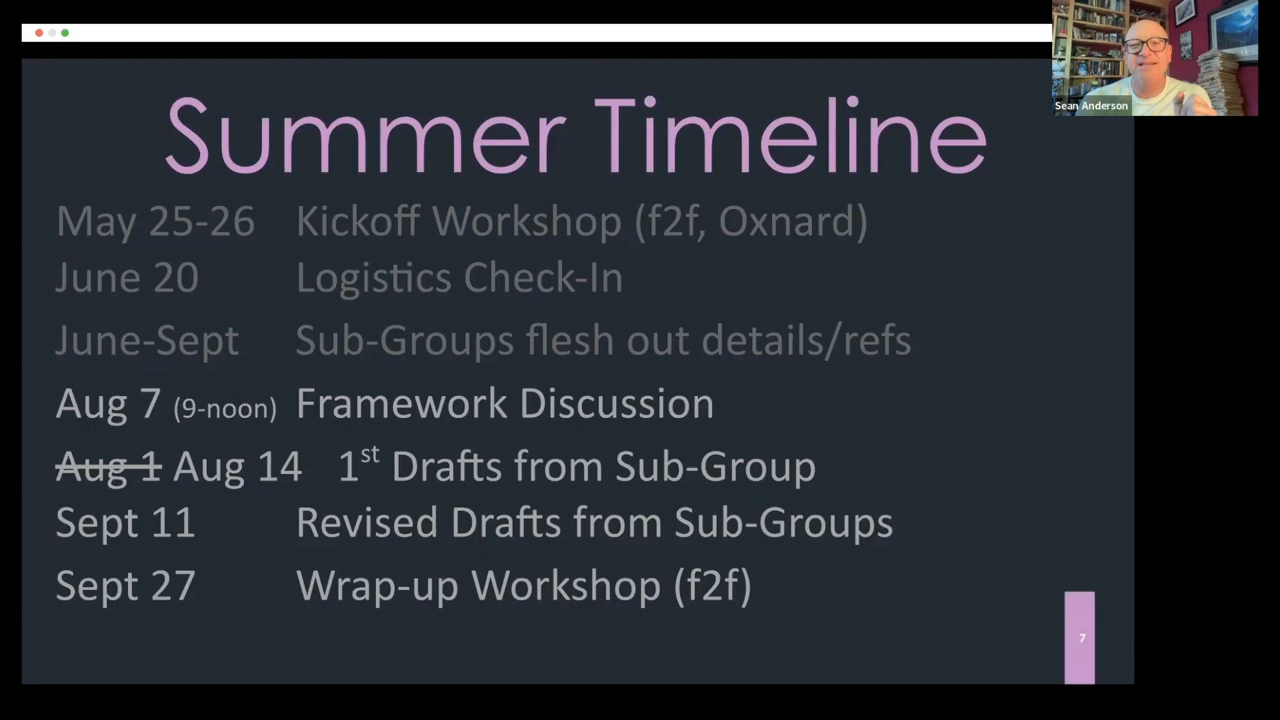 Sean Anderson
Summer Timeline
May 25-26 Kickoff Workshop (f2f, Oxnard)
June 20 Logistics Check-In
June-Sept Sub-Groups flesh out details/refs
Aug 7 (9-noon) Framework Discussion
Aug 1 Aug 14 1st Drafts from Sub-Group
Sept 11 Revised Drafts from Sub-Groups
Sept 27 Wrap-up Workshop (f2f)
7